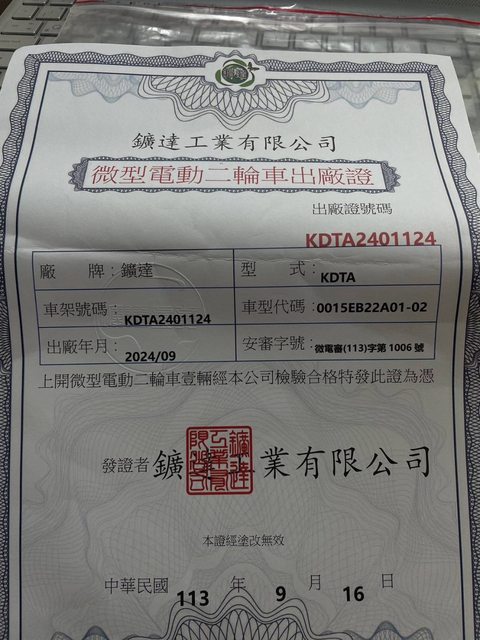 鑛達工業有限公司
微型電動二輪車出廠證
出廠證號碼
KDTA2401124
廠 牌：鑛達 型 式：KDTA
車架號碼：KDTA2401124 車型代碼：0015EB22A01-02
出廠年月：2024/09 安審字號：微電審(113)字第 1006 號
上開微型電動二輪車壹輛經本公司檢驗合格特發此證為憑
發證者 鑛達工業有限公司
本證經塗改無效
中華民國 113 年 9 月 16 日